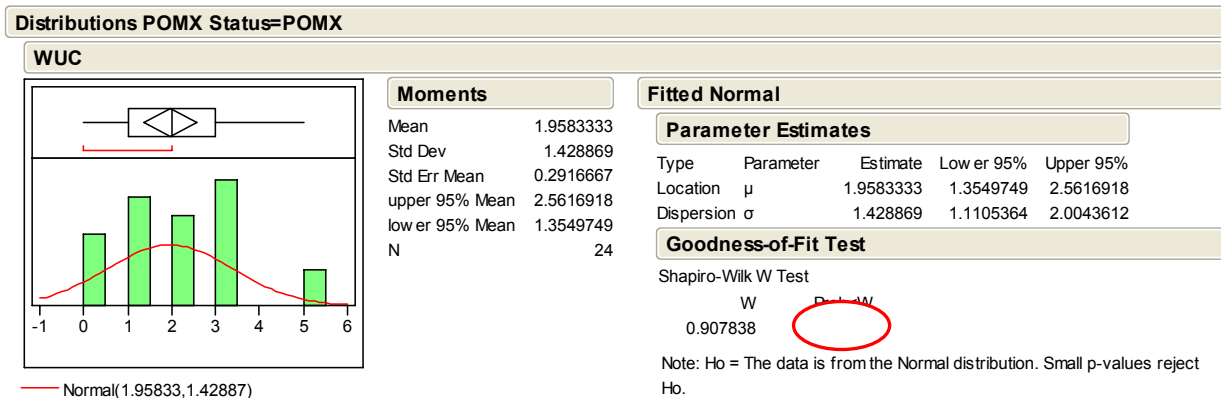 Distributions POMX Status=POMX
WUC
-1 0 1 2 3 4 5 6
Normal(1.95833,1.42887)
Moments
Mean 1.9583333
Std Dev 1.428869
Std Err Mean 0.2916667
upper 95% Mean 2.5616918
lower 95% Mean 1.3549749
N 24
Fitted Normal
Parameter Estimates
Type Parameter Estimate Lower 95% Upper 95%
Location μ 1.9583333 1.3549749 2.5616918
Dispersion σ 1.428869 1.1105364 2.0043612
Goodness-of-Fit Test
Shapiro-Wilk W Test
W
0.907838
Note: Ho = The data is from the Normal distribution. Small p-values reject
Ho.